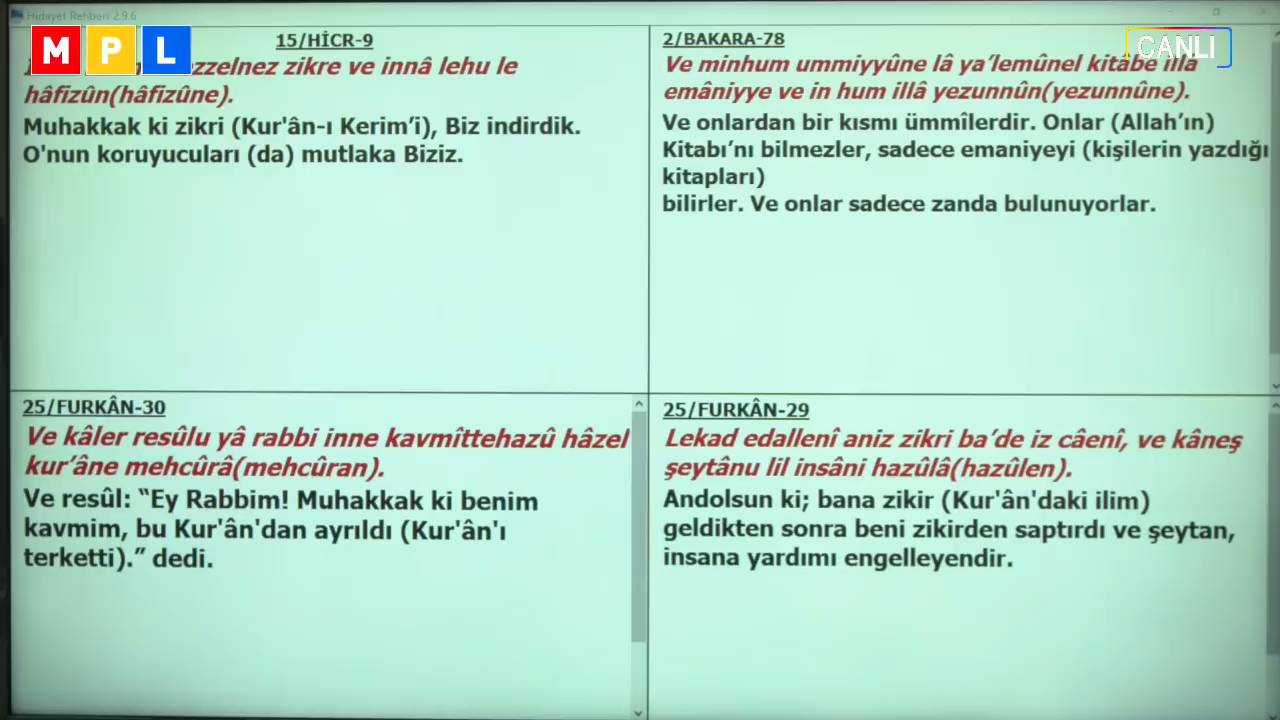 Hidayet Rehberi 2.9.6
MPL
CANLI
15/HİCR-9
zzelnez zikre ve innâ lehu le
hâfizûn(hâfizûne).
Muhakkak ki zikri (Kur'ân-ı Kerim’i), Biz indirdik.
O'nun koruyucuları (da) mutlaka Biziz.
2/BAKARA-78
Ve minhum ummiyyûne lâ ya’lemûnel kitâbe illâ
emâniyye ve in hum illâ yezunnûn(yezunnûne).
Ve onlardan bir kısmı ümmîlerdir. Onlar (Allah’ın)
Kitabı’nı bilmezler, sadece emaniyeyi (kişilerin yazdığı
kitapları)
bilirler. Ve onlar sadece zanda bulunuyorlar.
25/FURKÂN-30
Ve kâler resûlu yâ rabbi inne kavmîttehazû hâzel
kur’âne mehcûrâ(mehcûran).
Ve resûl: “Ey Rabbim! Muhakkak ki benim
kavmim, bu Kur'ân'dan ayrıldı (Kur'ân'ı
terketti).” dedi.
25/FURKÂN-29
Lekad edallenî aniz zikri ba’de iz câenî, ve kâneş
şeytânu lil insâni hazûlâ(hazûlen).
Andolsun ki; bana zikir (Kur'ân'daki ilim)
geldikten sonra beni zikirden saptırdı ve şeytan,
insana yardımı engelleyendir.